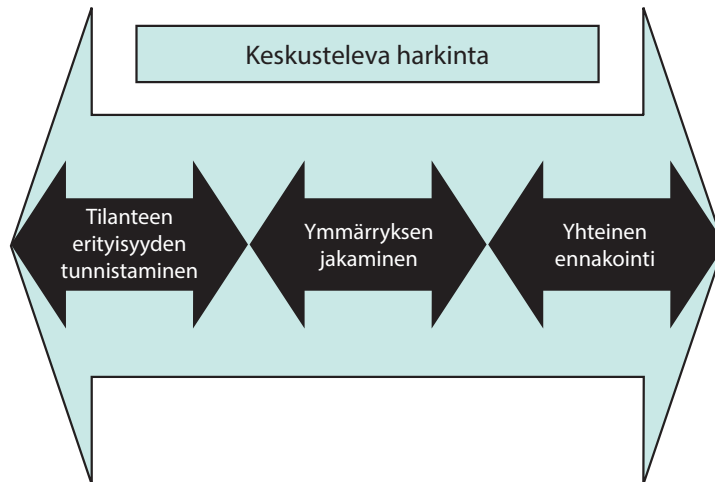 Keskusteleva harkinta
Tilanteen
erityisyyden
tunnistaminen
Ymmärryksen
jakaminen
Yhteinen
ennakointi